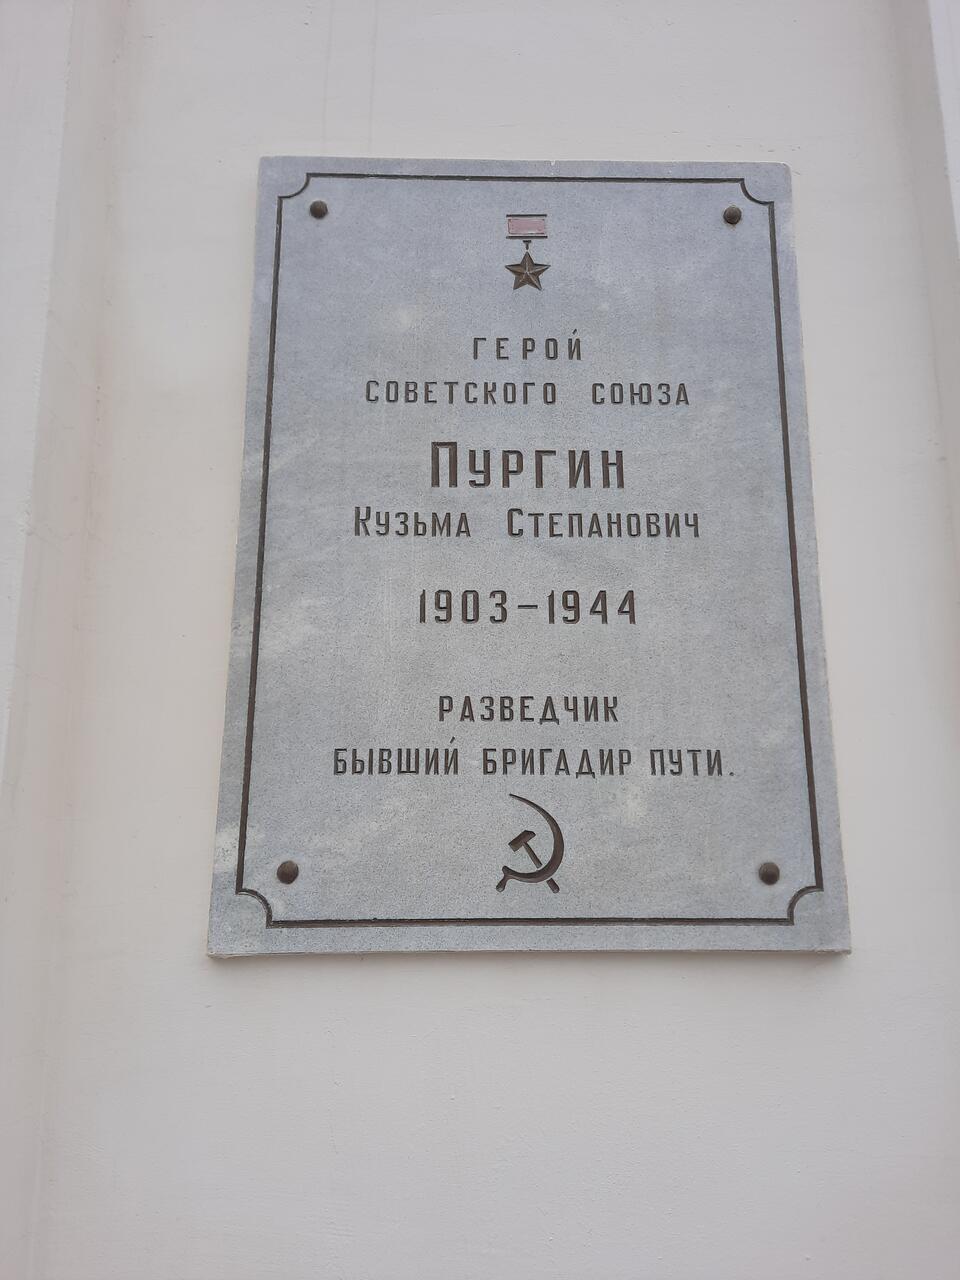 ГЕРОЙ
СОВЕТСКОГО СОЮЗА
ПУРГИН
КУЗЬМА СТЕПАНОВИЧ
1903–1944
РАЗВЕДЧИК
БЫВШИЙ БРИГАДИР ПУТИ.